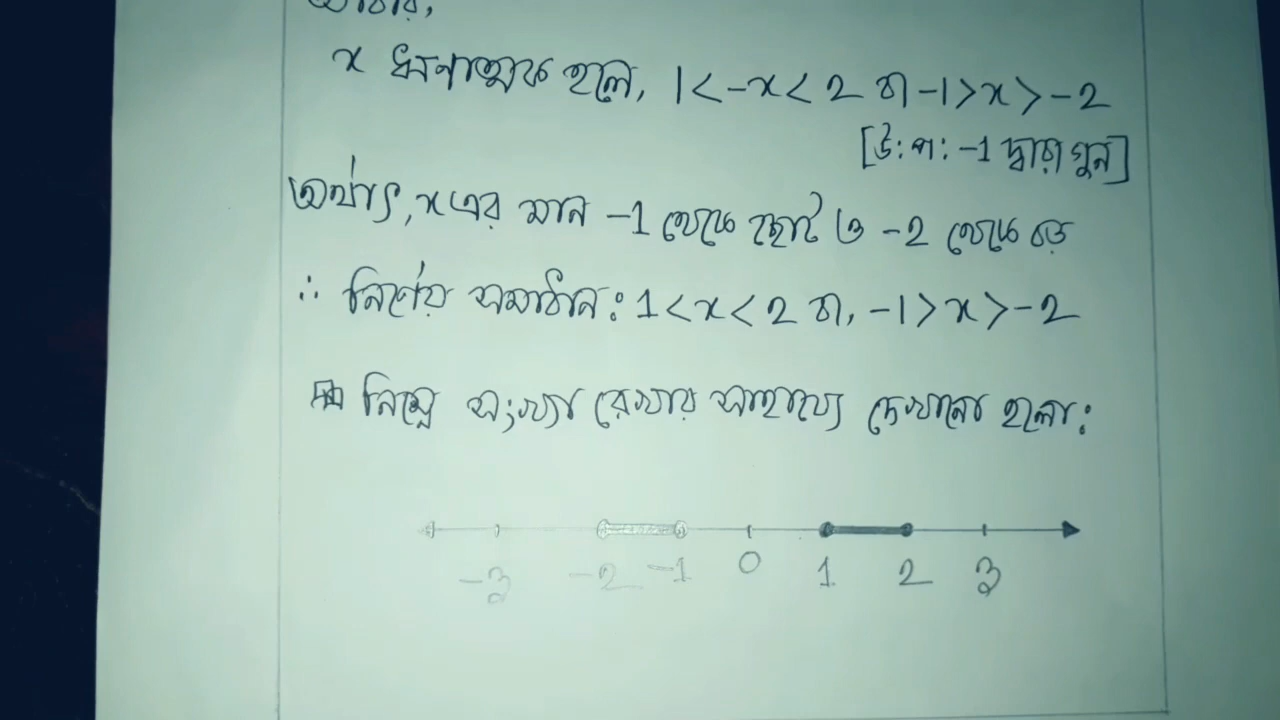 আবার,
x ঋণাত্মক হলে, 1 < -x < 2 বা -1 > x > -2
[উ: প: -1 দ্বারা গুন]
অর্থাৎ, x এর মান -1 থেকে ছোট ও -2 থেকে বড়
∴ নির্ণেয় সমাধান: 1 < x < 2 বা, -1 > x > -2
নিম্নে সংখ্যা রেখার সাহায্যে দেখানো হলো:
-3 -2 -1 0 1 2 3